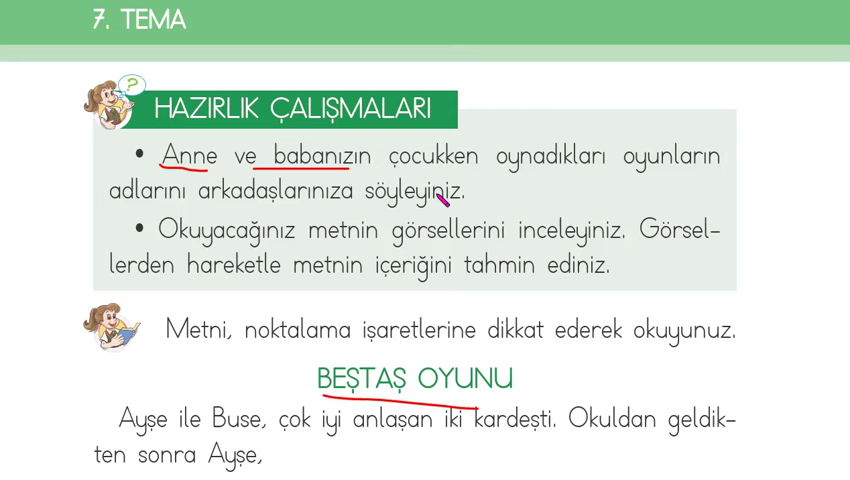 7. TEMA
?
HAZIRLIK ÇALIŞMALARI
• Anne ve babanızın çocukken oynadıkları oyunların
adlarını arkadaşlarınıza söyleyiniz.
• Okuyacağınız metnin görsellerini inceleyiniz. Görsel-
lerden hareketle metnin içeriğini tahmin ediniz.
Metni, noktalama işaretlerine dikkat ederek okuyunuz.
BEŞTAŞ OYUNU
Ayşe ile Buse, çok iyi anlaşan iki kardeşti. Okuldan geldik-
ten sonra Ayşe,